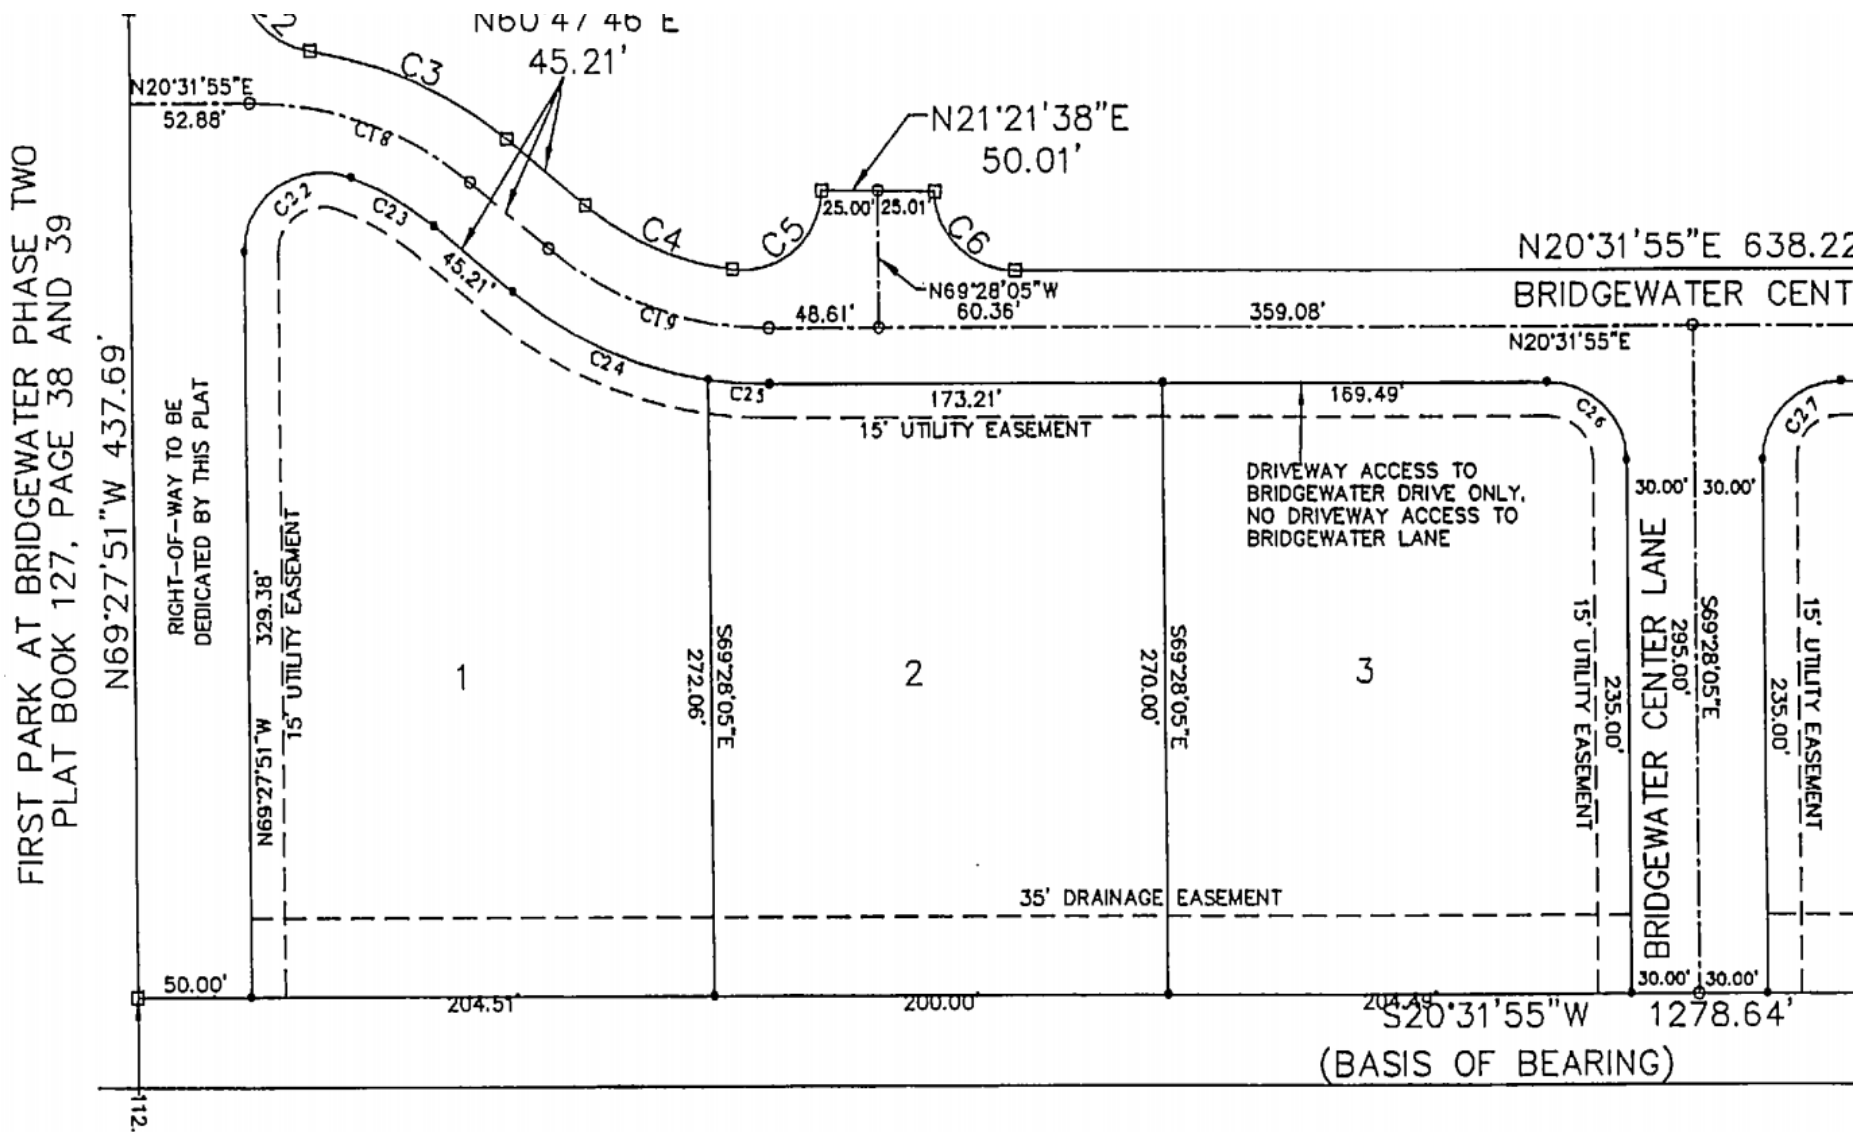 N60°47'46"E
45.21'
C3
N20°31'55"E
52.88'
CT8
N21°21'38"E
50.01'
25.00' 25.01'
C22
C23
C4
C5
C6
45.21'
N69°28'05"W
60.36'
N20°31'55"E 638.22
BRIDGEWATER CENT
CT9
48.61'
359.08'
N20°31'55"E
C24
C25
173.21'
169.49'
C26
C27
15' UTILITY EASEMENT
FIRST PARK AT BRIDGEWATER PHASE TWO
PLAT BOOK 127, PAGE 38 AND 39
N69°27'51"W 437.69'
RIGHT-OF-WAY TO BE
DEDICATED BY THIS PLAT
N69°27'51"W 329.38'
15' UTILITY EASEMENT
DRIVEWAY ACCESS TO
BRIDGEWATER DRIVE ONLY.
NO DRIVEWAY ACCESS TO
BRIDGEWATER LANE
30.00' 30.00'
1
S69°28'05"E
272.06'
2
S69°28'05"E
270.00'
3
15' UTILITY EASEMENT
235.00'
BRIDGEWATER CENTER LANE
S69°28'05"E
295.00'
235.00'
15' UTILITY EASEMENT
35' DRAINAGE EASEMENT
50.00'
204.51'
200.00'
204.49'
30.00' 30.00'
S20°31'55"W 1278.64'
(BASIS OF BEARING)
112.